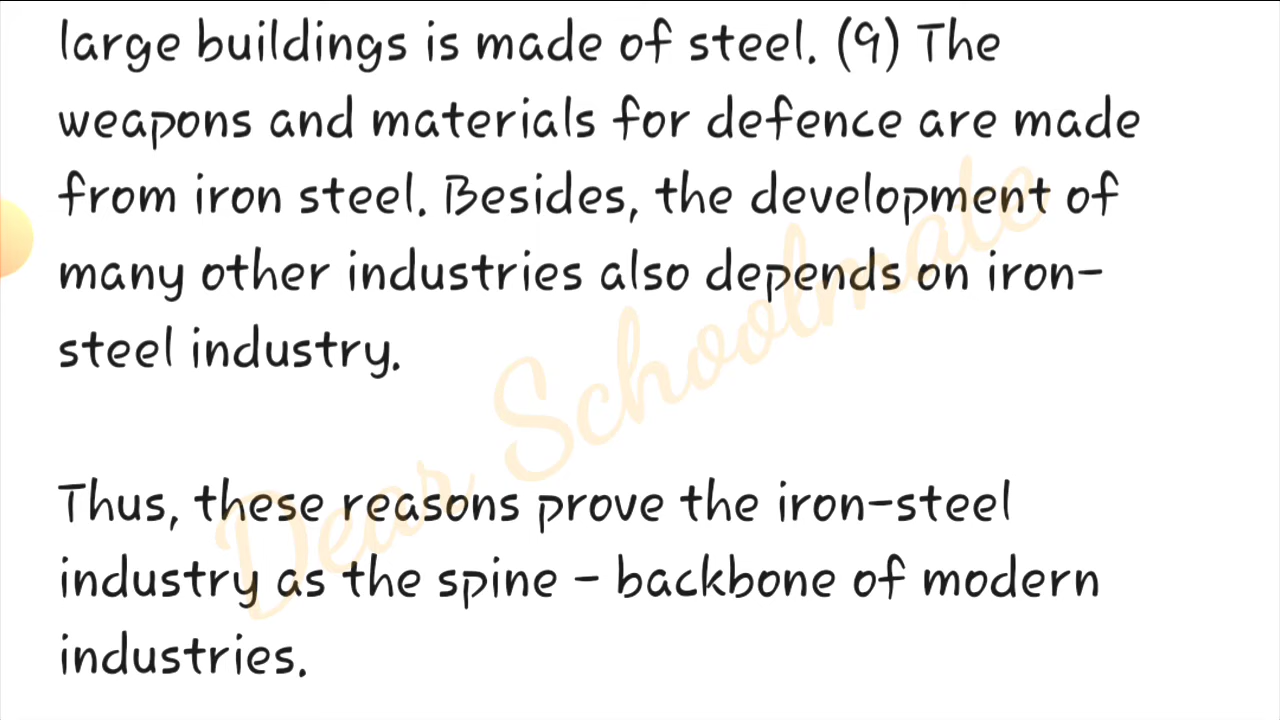 large buildings is made of steel. (9) The
weapons and materials for defence are made
from iron steel. Besides, the development of
many other industries also depends on iron-
steel industry.
Thus, these reasons prove the iron-steel
industry as the spine - backbone of modern
industries.
Dear Schoolmate